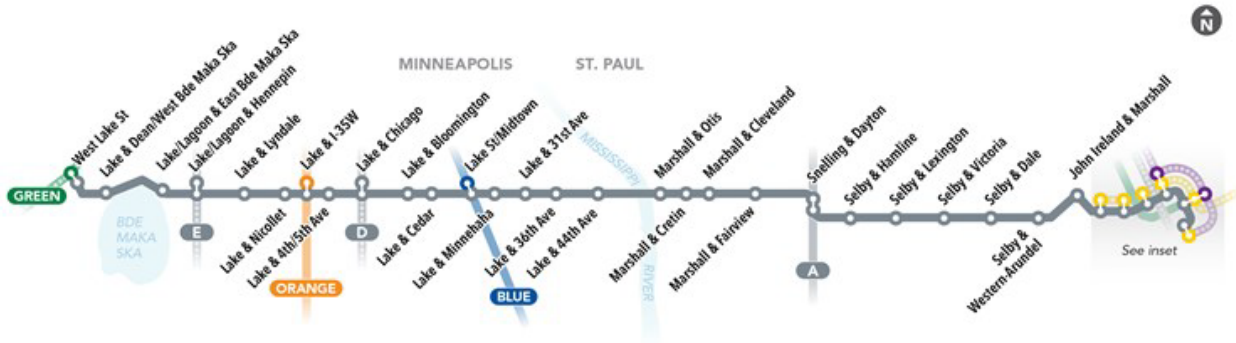 N
MINNEAPOLIS
ST. PAUL
West Lake St
Lake & Dean/West Bde Maka Ska
Lake/Lagoon & East Bde Maka Ska
Lake/Lagoon & Hennepin
Lake & Lyndale
Lake & I-35W
Lake & Chicago
Lake & Bloomington
Lake St/Midtown
Lake & 31st Ave
MISSISSIPPI
Marshall & Otis
Marshall & Cleveland
Snelling & Dayton
Selby & Hamline
Selby & Lexington
Selby & Victoria
Selby & Dale
John Ireland & Marshall
GREEN
BDE
MAKA
SKA
E
Lake & Nicollet
Lake & 4th/5th Ave
ORANGE
D
Lake & Cedar
Lake & Minnehaha
BLUE
Lake & 36th Ave
Lake & 44th Ave
Marshall & Cretin
RIVER
Marshall & Fairview
A
Selby &
Western-Arundel
See inset